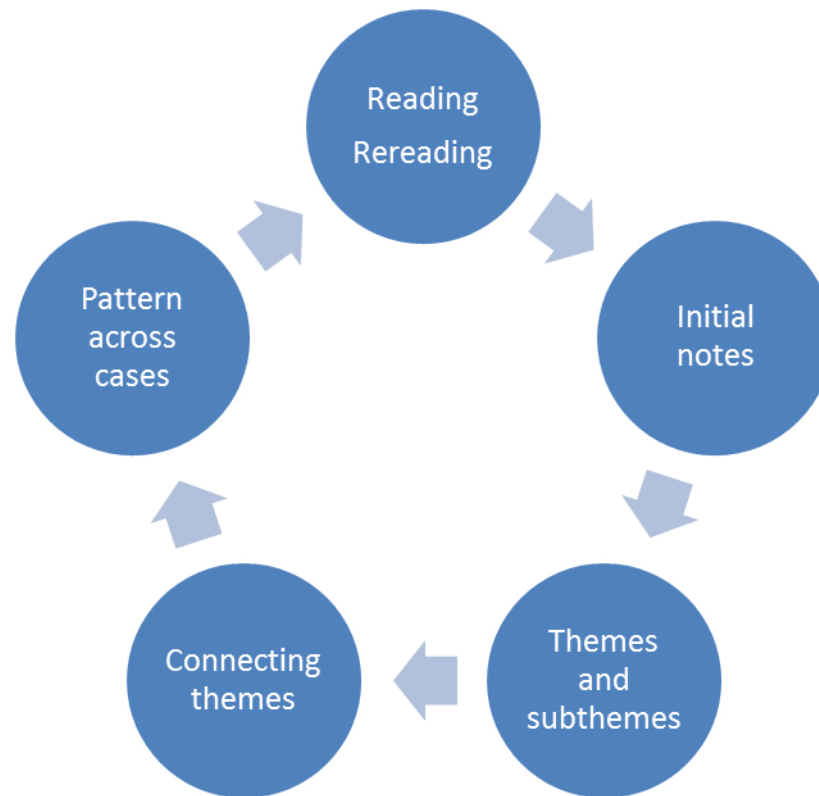 Reading
Rereading
Initial
notes
Themes
and
subthemes
Connecting
themes
Pattern
across
cases